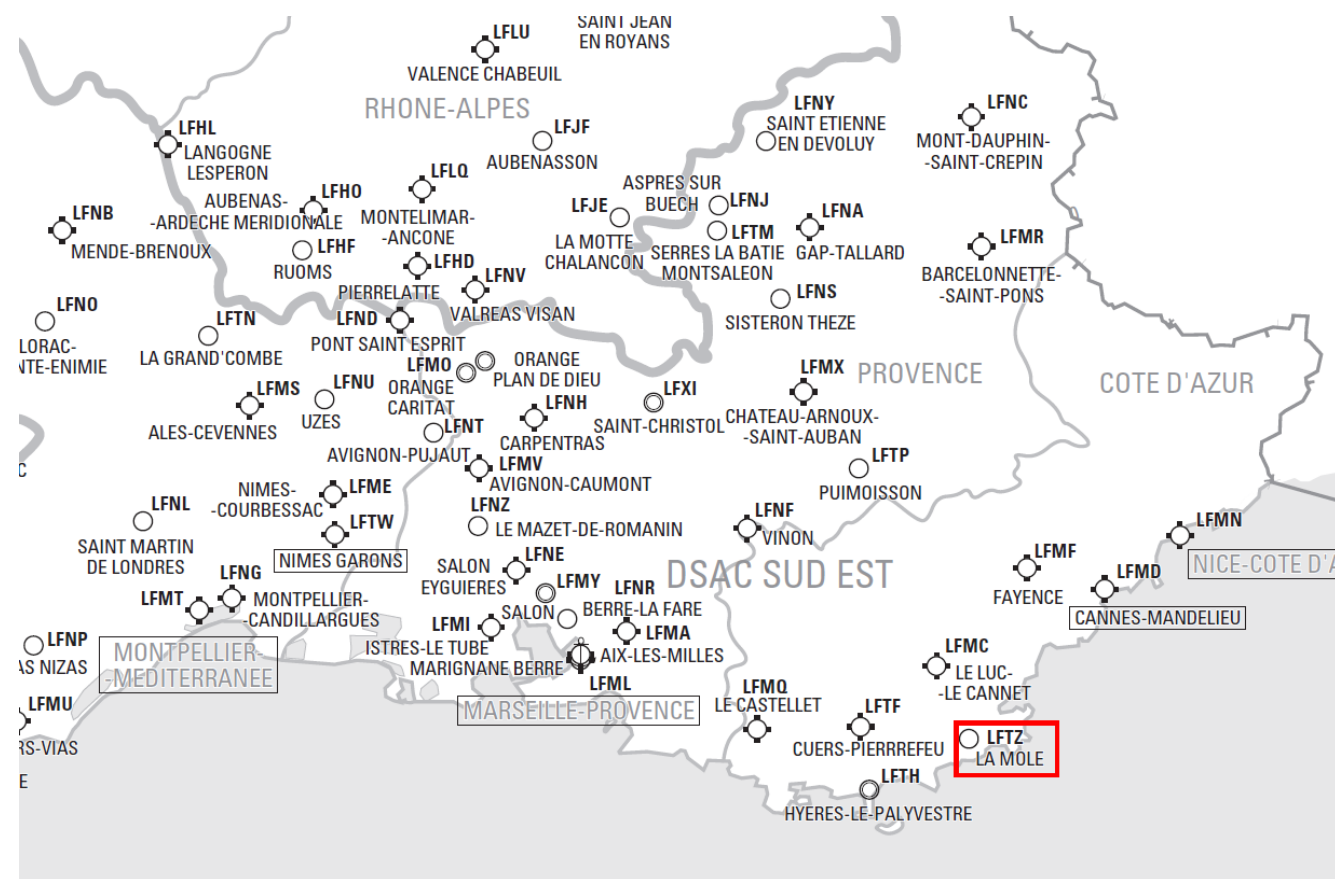 SAINT JEAN
EN ROYANS
LFLU
VALENCE CHABEUIL
RHONE-ALPES
LFNY
SAINT ETIENNE
EN DEVOLUY
LFNC
MONT-DAUPHIN-
-SAINT-CREPIN
LFHL
LANGOGNE
LESPERON
LFJF
AUBENASSON
LFLQ
MONTELIMAR-
-ANCONE
LFHO
AUBENAS-
-ARDECHE MERIDIONALE
ASPRES SUR
BUECH
LFNJ
LFJE
LA MOTTE
CHALANCON
LFTM
SERRES LA BATIE
MONTSALEON
LFNA
GAP-TALLARD
LFNB
MENDE-BRENOUX
LFHF
RUOMS
LFHD
PIERRELATTE
LFNV
VALREAS VISAN
LFMR
BARCELONNETTE-
-SAINT-PONS
LFNS
SISTERON THEZE
LFNO
LORAC-
NTE-ENIMIE
LFTN
LA GRAND'COMBE
LFND
PONT SAINT ESPRIT
LFMO
ORANGE
CARITAT
ORANGE
PLAN DE DIEU
LFMX
CHATEAU-ARNOUX-
-SAINT-AUBAN
PROVENCE
COTE D'AZUR
LFMS
ALES-CEVENNES
LFNU
UZES
LFNH
CARPENTRAS
LFXI
SAINT-CHRISTOL
LFNT
AVIGNON-PUJAUT
LFMV
AVIGNON-CAUMONT
LFTP
PUIMOISSON
C
LFNL
SAINT MARTIN
DE LONDRES
NIMES-
-COURBESSAC
LFME
LFTW
NIMES GARONS
LFNZ
LE MAZET-DE-ROMANIN
LFNF
VINON
LFMN
NICE-COTE D'A
LFNE
SALON
EYGUIERES
DSAC SUD EST
LFMF
FAYENCE
LFMD
CANNES-MANDELIEU
LFNG
MONTPELLIER-
-CANDILLARGUES
LFMT
MONTPELLIER-
-MEDITERRANEE
LFMY
SALON
LFNR
BERRE-LA FARE
LFMI
ISTRES-LE TUBE
LFMA
AIX-LES-MILLES
MARIGNANE BERRE
LFML
MARSEILLE-PROVENCE
LFNP
AS NIZAS
LFMC
LE LUC-
-LE CANNET
LFMQ
LE CASTELLET
LFTF
CUERS-PIERRREFEU
LFMU
RS-VIAS
LFTZ
LA MOLE
E
LFTH
HYERES-LE-PALYVESTRE